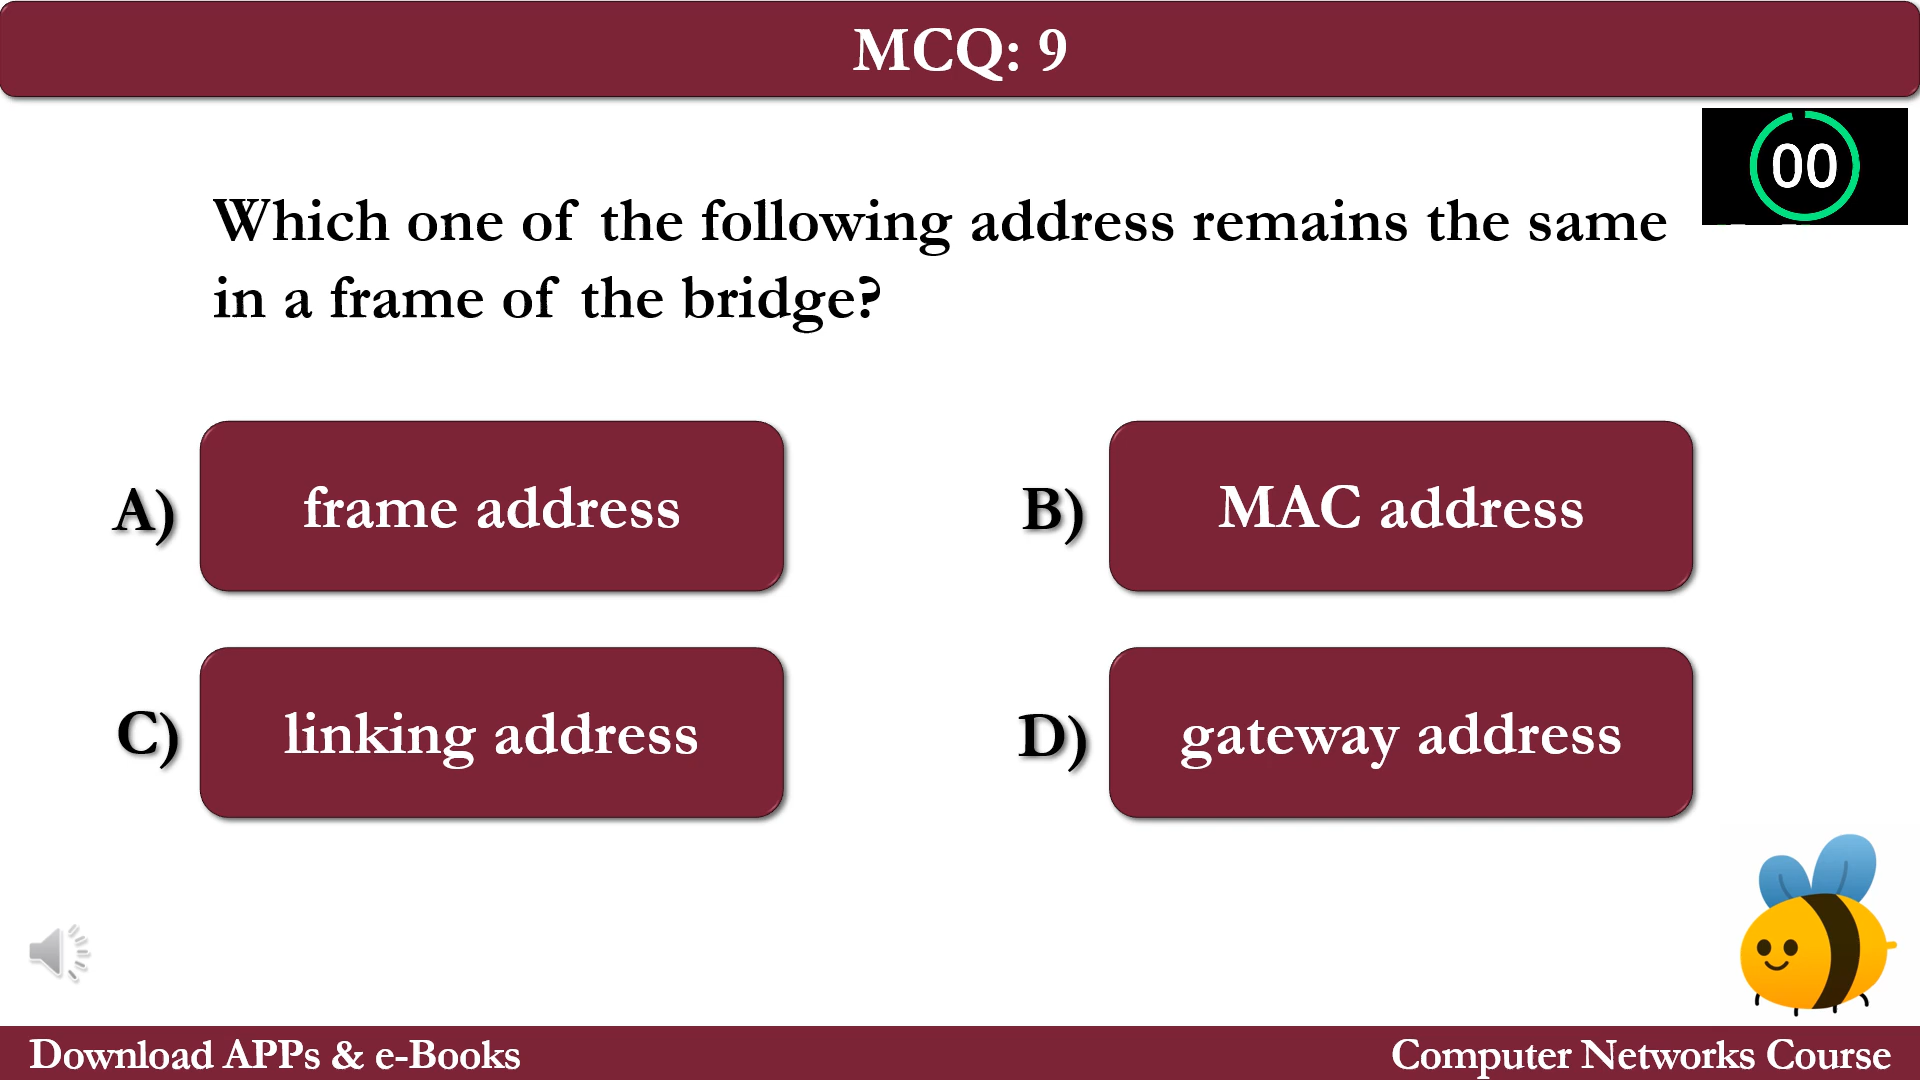 MCQ: 9
00
Which one of the following address remains the same
in a frame of the bridge?
A) frame address
B) MAC address
C) linking address
D) gateway address
Download APPs & e-Books
Computer Networks Course